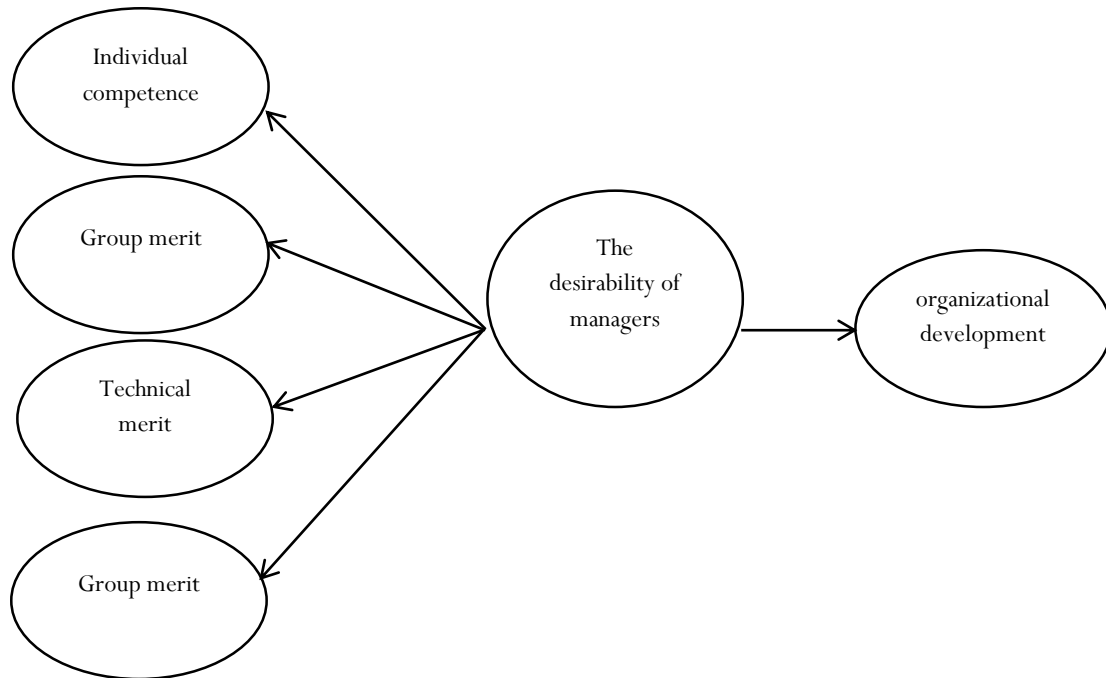 Individual
competence
Group merit
Technical
merit
Group merit
The
desirability of
managers
organizational
development